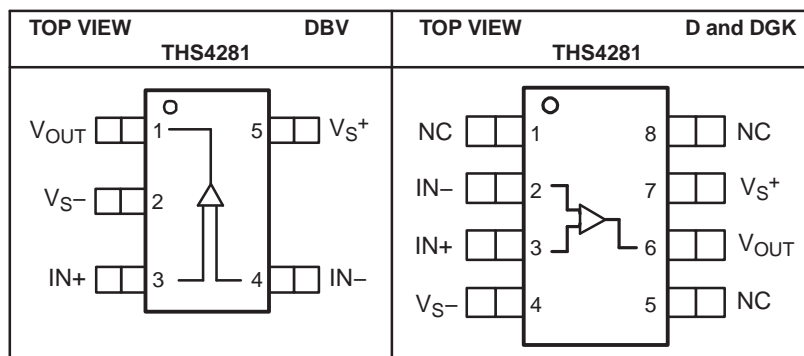 TOP VIEW DBV
THS4281
VOUT 1 5 VS+
VS− 2
IN+ 3 4 IN−
TOP VIEW D and DGK
THS4281
NC 1 8 NC
IN− 2 7 VS+
IN+ 3 6 VOUT
VS− 4 5 NC